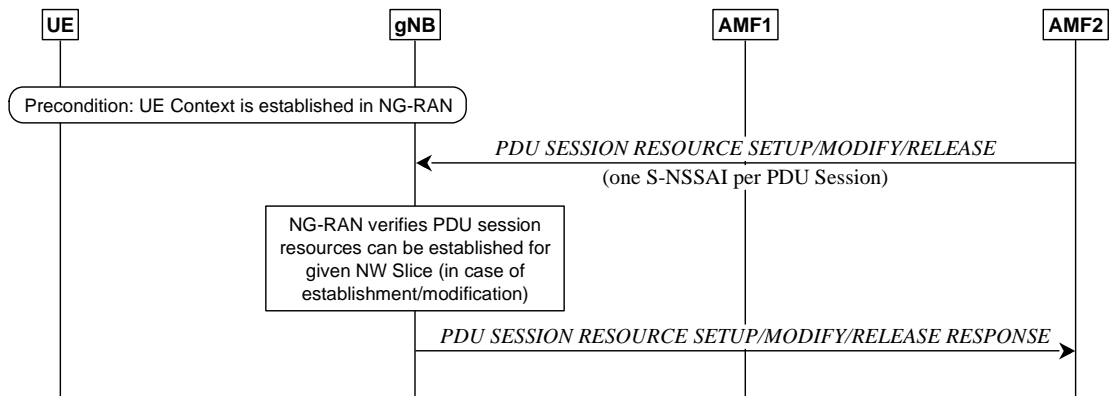 UE
gNB
AMF1
AMF2
Precondition: UE Context is established in NG-RAN
PDU SESSION RESOURCE SETUP/MODIFY/RELEASE
(one S-NSSAI per PDU Session)
NG-RAN verifies PDU session
resources can be established for
given NW Slice (in case of
establishment/modification)
PDU SESSION RESOURCE SETUP/MODIFY/RELEASE RESPONSE